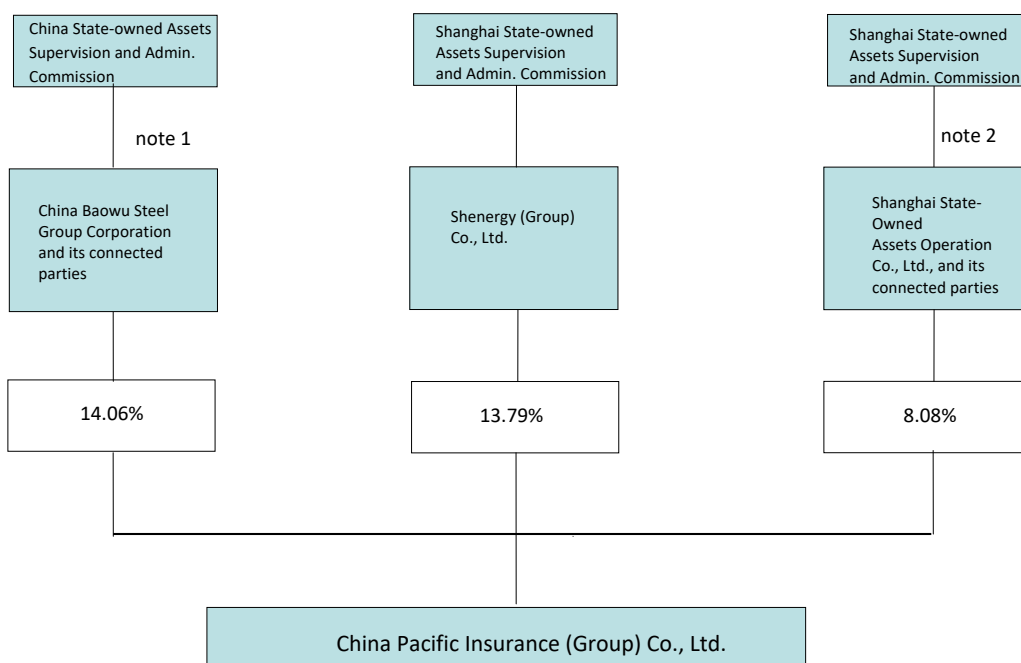 China State-owned Assets
Supervision and Admin.
Commission
Shanghai State-owned
Assets Supervision
and Admin. Commission
Shanghai State-owned
Assets Supervision
and Admin. Commission
note 1
note 2
China Baowu Steel
Group Corporation
and its connected
parties
Shenergy (Group)
Co., Ltd.
Shanghai State-
Owned
Assets Operation
Co., Ltd., and its
connected parties
14.06%
13.79%
8.08%
China Pacific Insurance (Group) Co., Ltd.